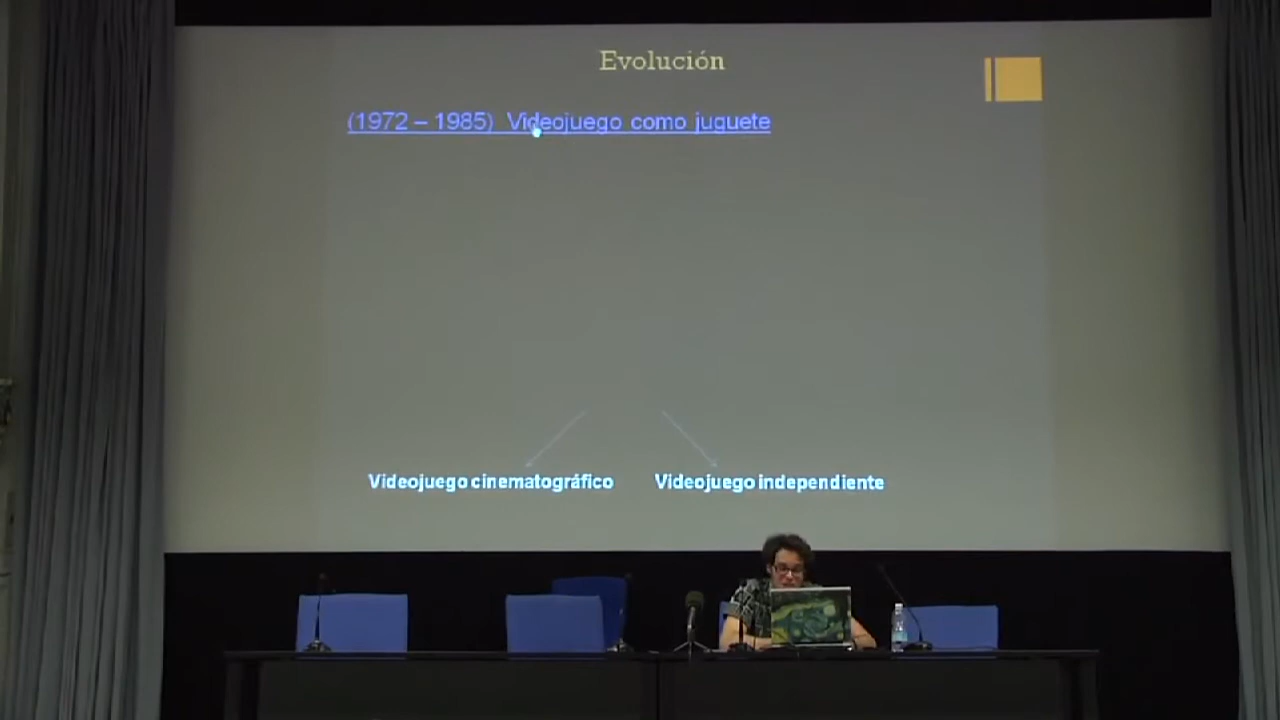 Evolución
(1972 – 1985) Videojuego como juguete
Videojuego cinematográfico
Videojuego independiente